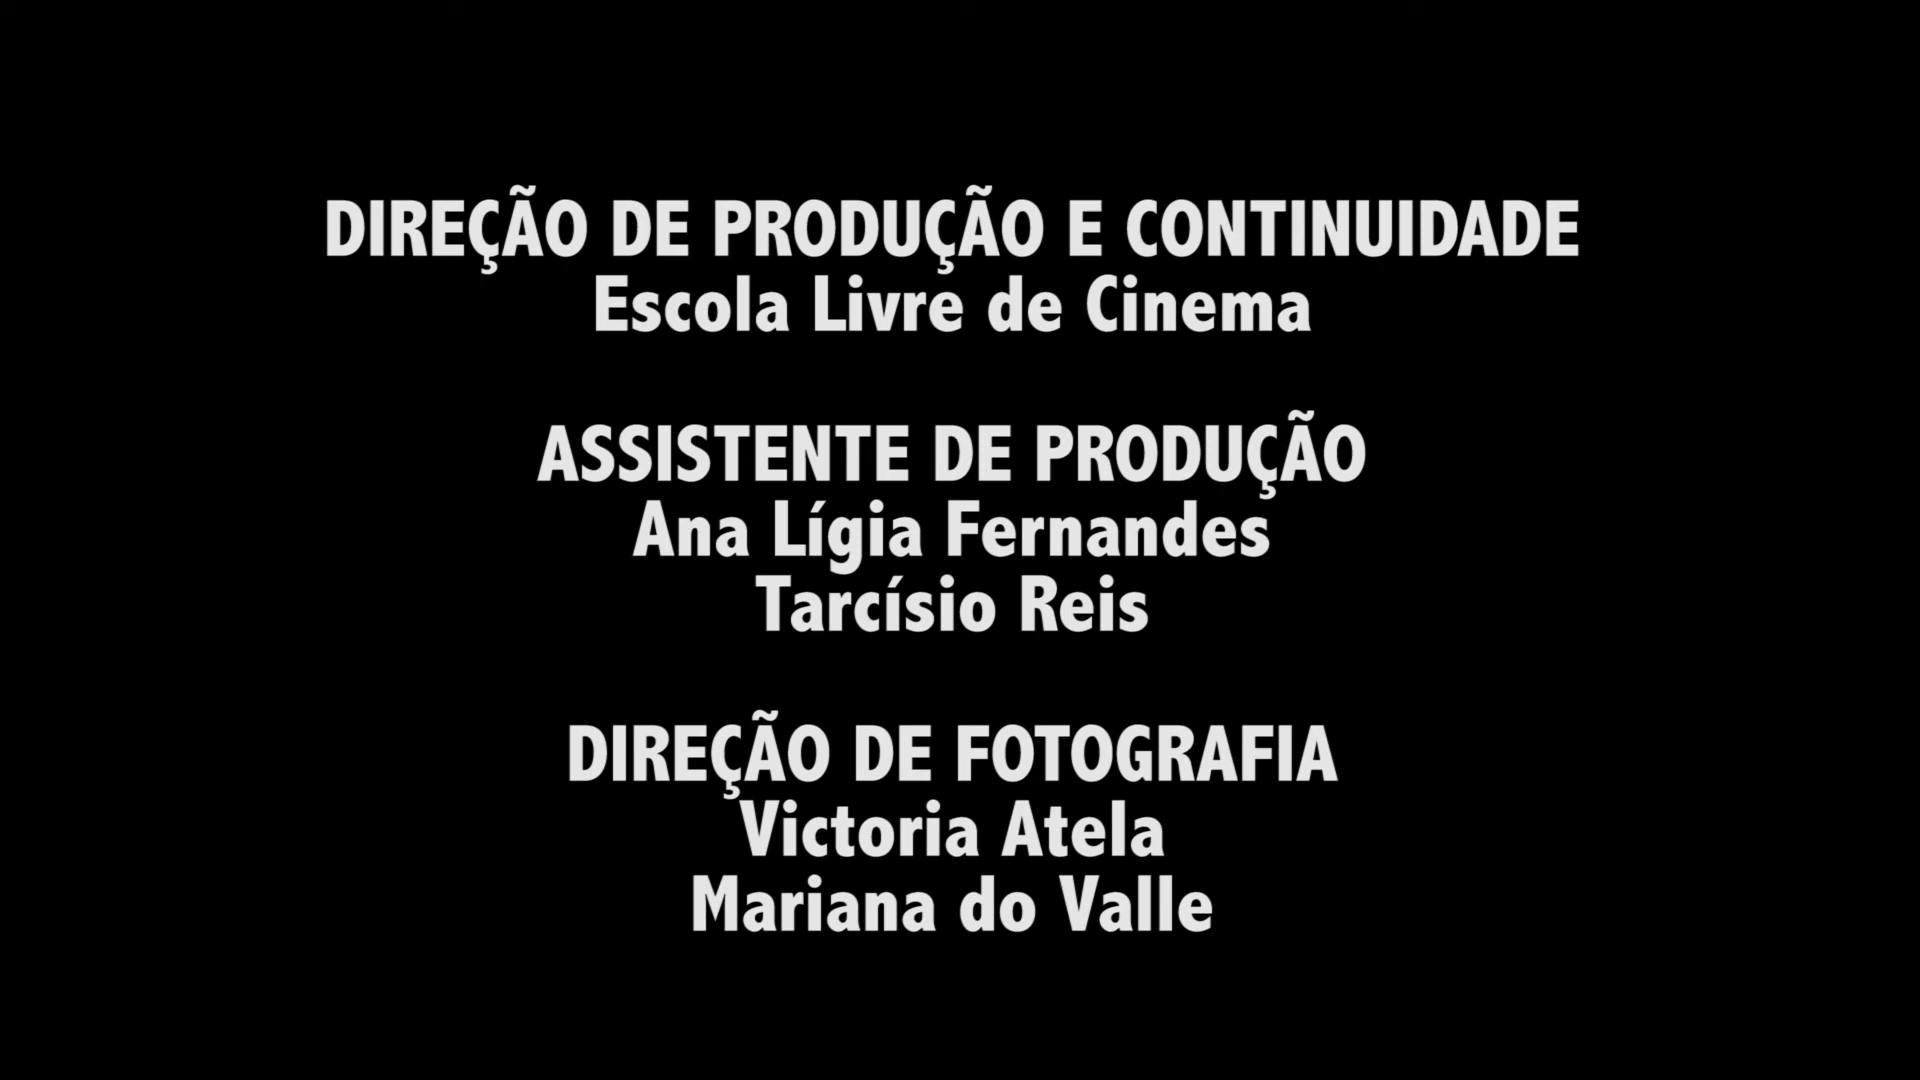 DIREÇÃO DE PRODUÇÃO E CONTINUIDADE
Escola Livre de Cinema
ASSISTENTE DE PRODUÇÃO
Ana Lígia Fernandes
Tarcísio Reis
DIREÇÃO DE FOTOGRAFIA
Victoria Atela
Mariana do Valle